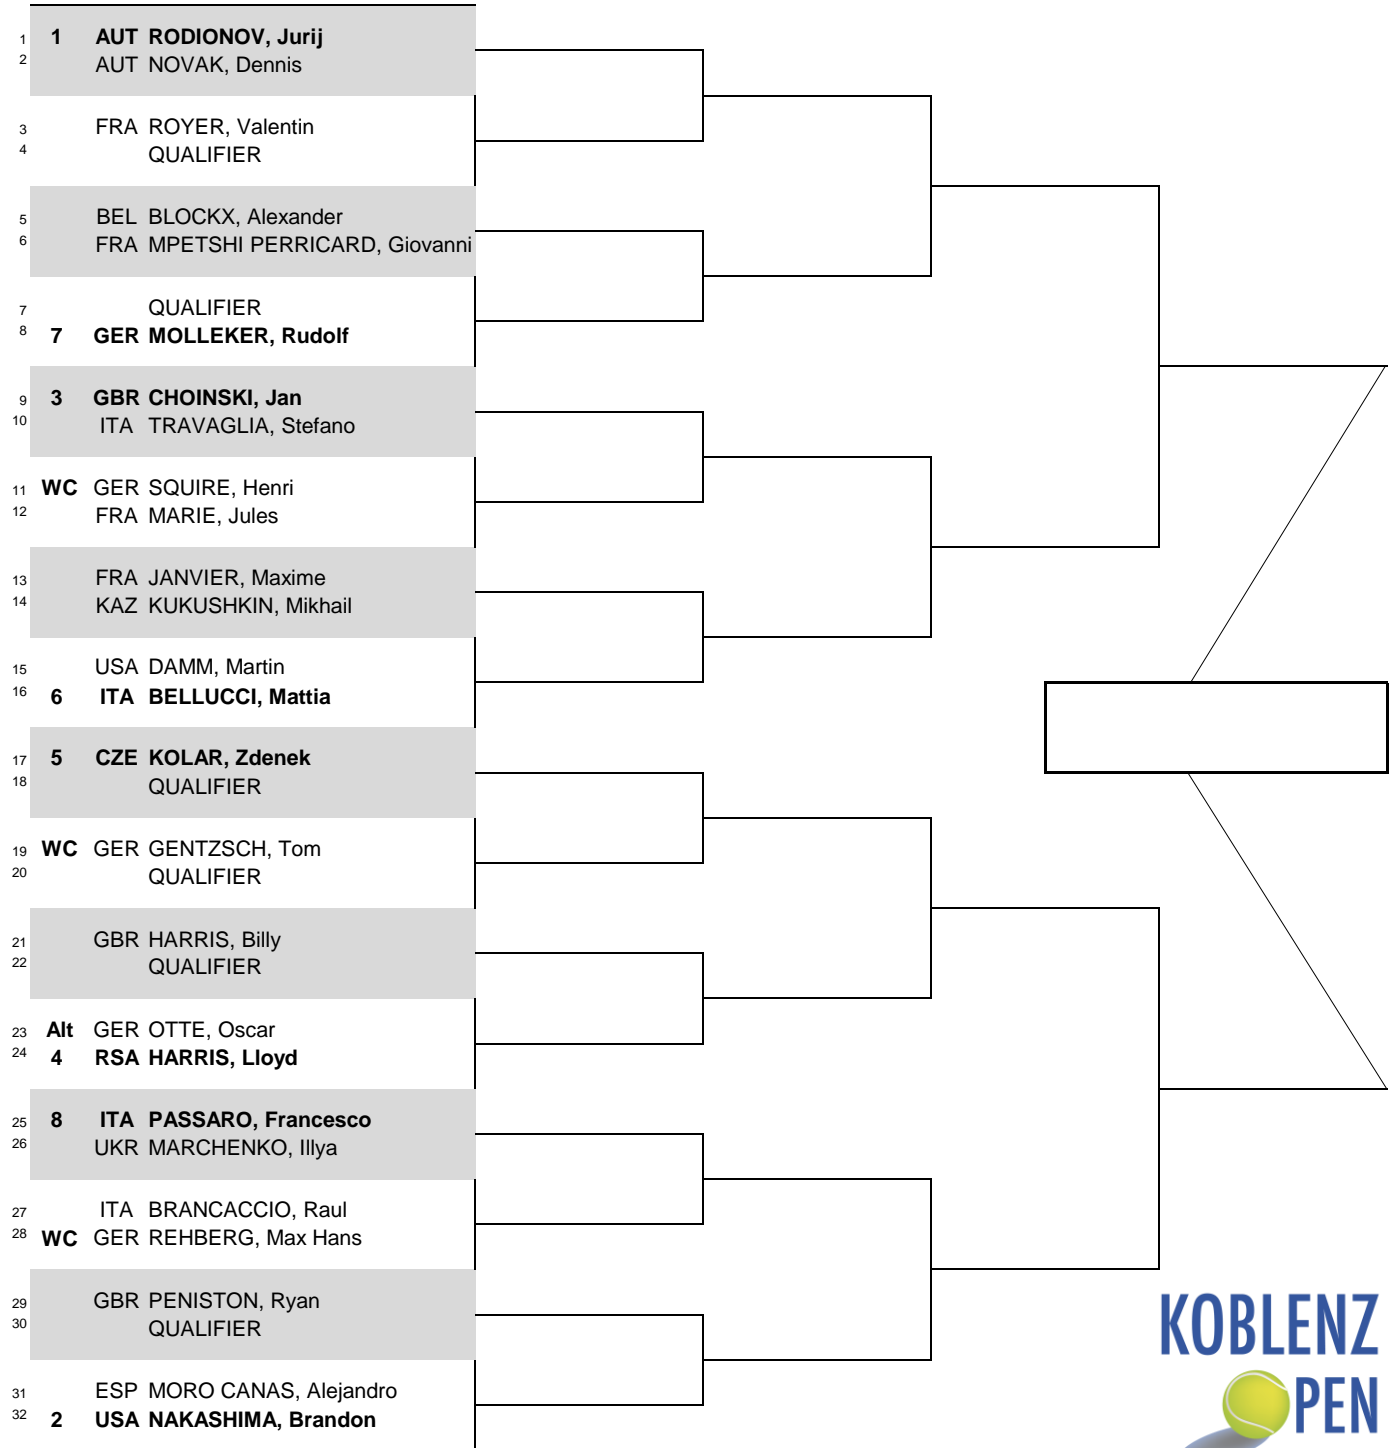 1 1 AUT RODIONOV, Jurij
2 AUT NOVAK, Dennis
3 FRA ROYER, Valentin
4 QUALIFIER
5 BEL BLOCKX, Alexander
6 FRA MPETSHI PERRICARD, Giovanni
7 QUALIFIER
8 7 GER MOLLEKER, Rudolf
9 3 GBR CHOINSKI, Jan
10 ITA TRAVAGLIA, Stefano
11 WC GER SQUIRE, Henri
12 FRA MARIE, Jules
13 FRA JANVIER, Maxime
14 KAZ KUKUSHKIN, Mikhail
15 USA DAMM, Martin
16 6 ITA BELLUCCI, Mattia
17 5 CZE KOLAR, Zdenek
18 QUALIFIER
19 WC GER GENTZSCH, Tom
20 QUALIFIER
21 GBR HARRIS, Billy
22 QUALIFIER
23 Alt GER OTTE, Oscar
24 4 RSA HARRIS, Lloyd
25 8 ITA PASSARO, Francesco
26 UKR MARCHENKO, Illya
27 ITA BRANCACCIO, Raul
28 WC GER REHBERG, Max Hans
29 GBR PENISTON, Ryan
30 QUALIFIER
31 ESP MORO CANAS, Alejandro
32 2 USA NAKASHIMA, Brandon
KOBLENZ
PEN